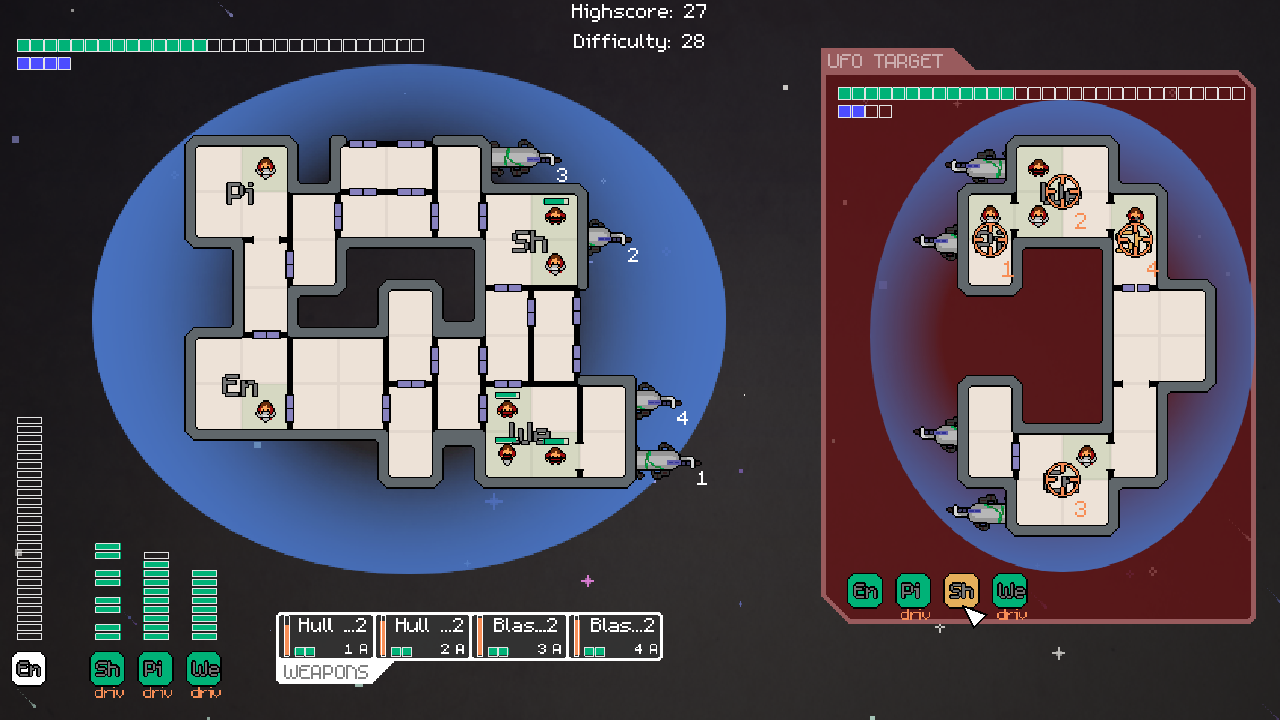 Highscore: 27
Difficulty: 28
UFO TARGET
Pi
3
Sh
2
2
1
4
En
We
4
1
3
En
Pi
Sh
We
driv
driv
Hull ...2
1 A
Hull ...2
2 A
Blas...2
3 A
Blas...2
4 A
WEAPONS
En
Sh
Pi
We
driv
driv
driv